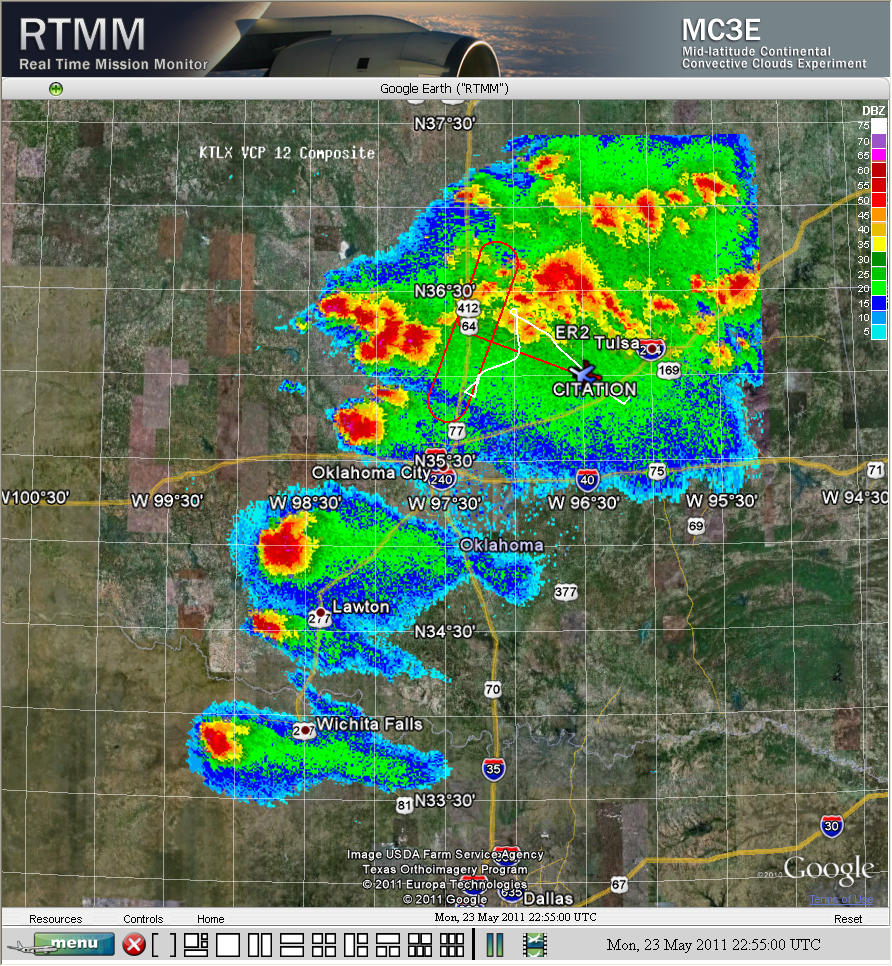 RTMM
Real Time Mission Monitor
MC3E
Mid-latitude Continental
Convective Clouds Experiment
Google Earth ("RTMM")
DBZ
75
70
65
60
55
50
45
40
35
30
25
20
15
10
5
N37°30'
KTLX VCP 12 Composite
N36°30'
412
64
ER2
Tulsa
169
CITATION
77
N35°30'
Oklahoma City
240
40
75
71
W100°30'
W 99°30'
W 98°30'
W 97°30'
W 96°30'
W 95°30'
W 94°30'
69
Oklahoma
377
Lawton
277
N34°30'
70
Wichita Falls
35
N33°30'
81
30
Image USDA Farm Service Agency
Texas Orthoimagery Program
© 2011 Europa Technologies
© 2011 Google
©2010 Google
Terms of Use
67
635
Dallas
Resources
Controls
Home
Mon, 23 May 2011 22:55:00 UTC
Reset
menu
Mon, 23 May 2011 22:55:00 UTC